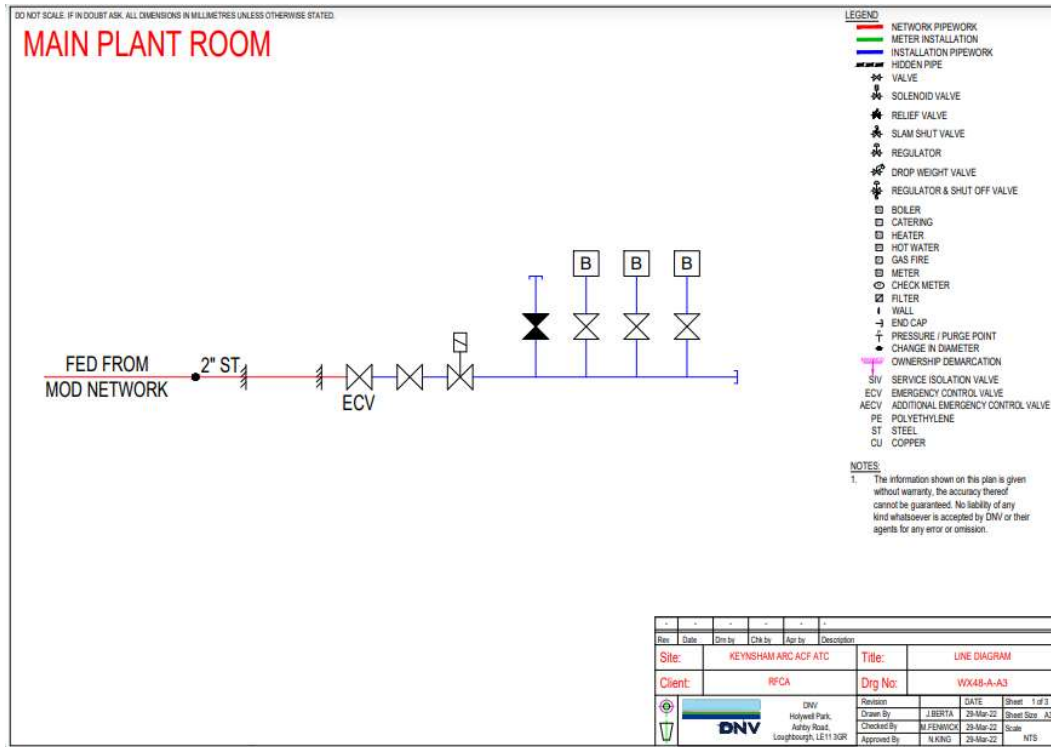 DO NOT SCALE. IF IN DOUBT ASK. ALL DIMENSIONS IN MILLIMETRES UNLESS OTHERWISE STATED.
MAIN PLANT ROOM
FED FROM
MOD NETWORK
2" ST
ECV
B
B
B
LEGEND
NETWORK PIPEWORK
METER INSTALLATION
INSTALLATION PIPEWORK
HIDDEN PIPE
VALVE
SOLENOID VALVE
RELIEF VALVE
SLAM SHUT VALVE
REGULATOR
DROP WEIGHT VALVE
REGULATOR & SHUT OFF VALVE
BOILER
CATERING
HEATER
HOT WATER
GAS FIRE
METER
CHECK METER
FILTER
WALL
END CAP
PRESSURE / PURGE POINT
CHANGE IN DIAMETER
OWNERSHIP DEMARCATION
SIV SERVICE ISOLATION VALVE
ECV EMERGENCY CONTROL VALVE
AECV ADDITIONAL EMERGENCY CONTROL VALVE
PE POLYETHYLENE
ST STEEL
CU COPPER
NOTES:
1. The information shown on this plan is given
without warranty, the accuracy thereof
cannot be guaranteed. No liability of any
kind whatsoever is accepted by DNV or their
agents for any error or omission.
- - - - - -
Rev Date Drn by Chk by Apr by Description
Site: KEYNSHAM ARC ACF ATC Title: LINE DIAGRAM
Client: RFCA Drg No: WX48-A-A3
DNV
DNV
Holywell Park,
Ashby Road,
Loughbourgh, LE11 3GR
Revision DATE Sheet 1 of 3
Drawn By J.BERTA 29-Mar-22 Sheet Size A3
Checked By M.FENWICK 29-Mar-22 Scale
Approved By N.KING 29-Mar-22 NTS